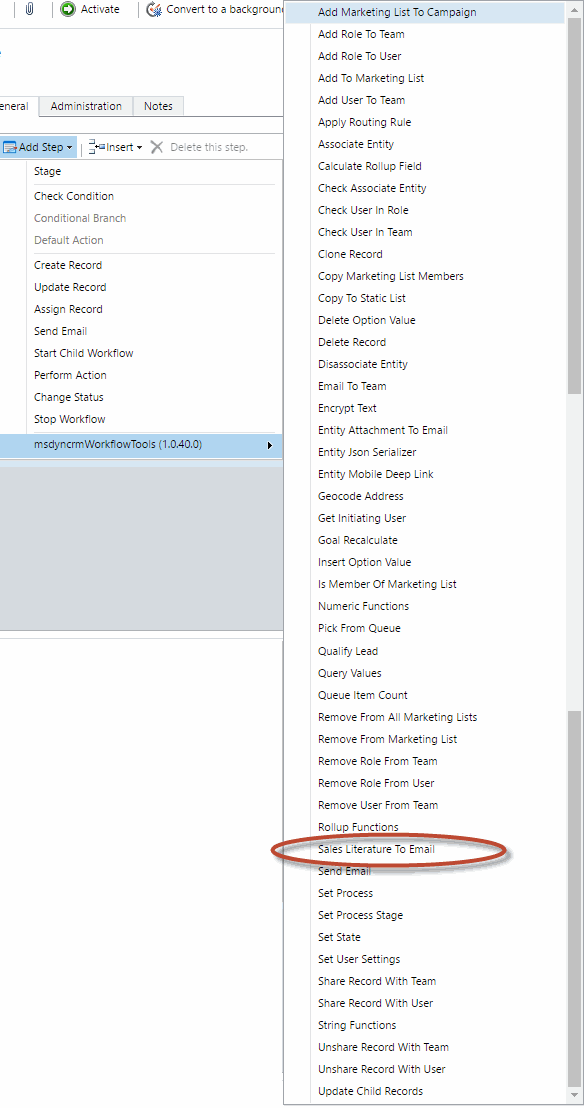 Activate
Convert to a background
eneral
Administration
Notes
Add Step
Insert
Delete this step.
Stage
Check Condition
Conditional Branch
Default Action
Create Record
Update Record
Assign Record
Send Email
Start Child Workflow
Perform Action
Change Status
Stop Workflow
msdyncrmWorkflowTools (1.0.40.0)
Add Marketing List To Campaign
Add Role To Team
Add Role To User
Add To Marketing List
Add User To Team
Apply Routing Rule
Associate Entity
Calculate Rollup Field
Check Associate Entity
Check User In Role
Check User In Team
Clone Record
Copy Marketing List Members
Copy To Static List
Delete Option Value
Delete Record
Disassociate Entity
Email To Team
Encrypt Text
Entity Attachment To Email
Entity Json Serializer
Entity Mobile Deep Link
Geocode Address
Get Initiating User
Goal Recalculate
Insert Option Value
Is Member Of Marketing List
Numeric Functions
Pick From Queue
Qualify Lead
Query Values
Queue Item Count
Remove From All Marketing Lists
Remove From Marketing List
Remove Role From Team
Remove Role From User
Remove User From Team
Rollup Functions
Sales Literature To Email
Send Email
Set Process
Set Process Stage
Set State
Set User Settings
Share Record With Team
Share Record With User
String Functions
Unshare Record With Team
Unshare Record With User
Update Child Records